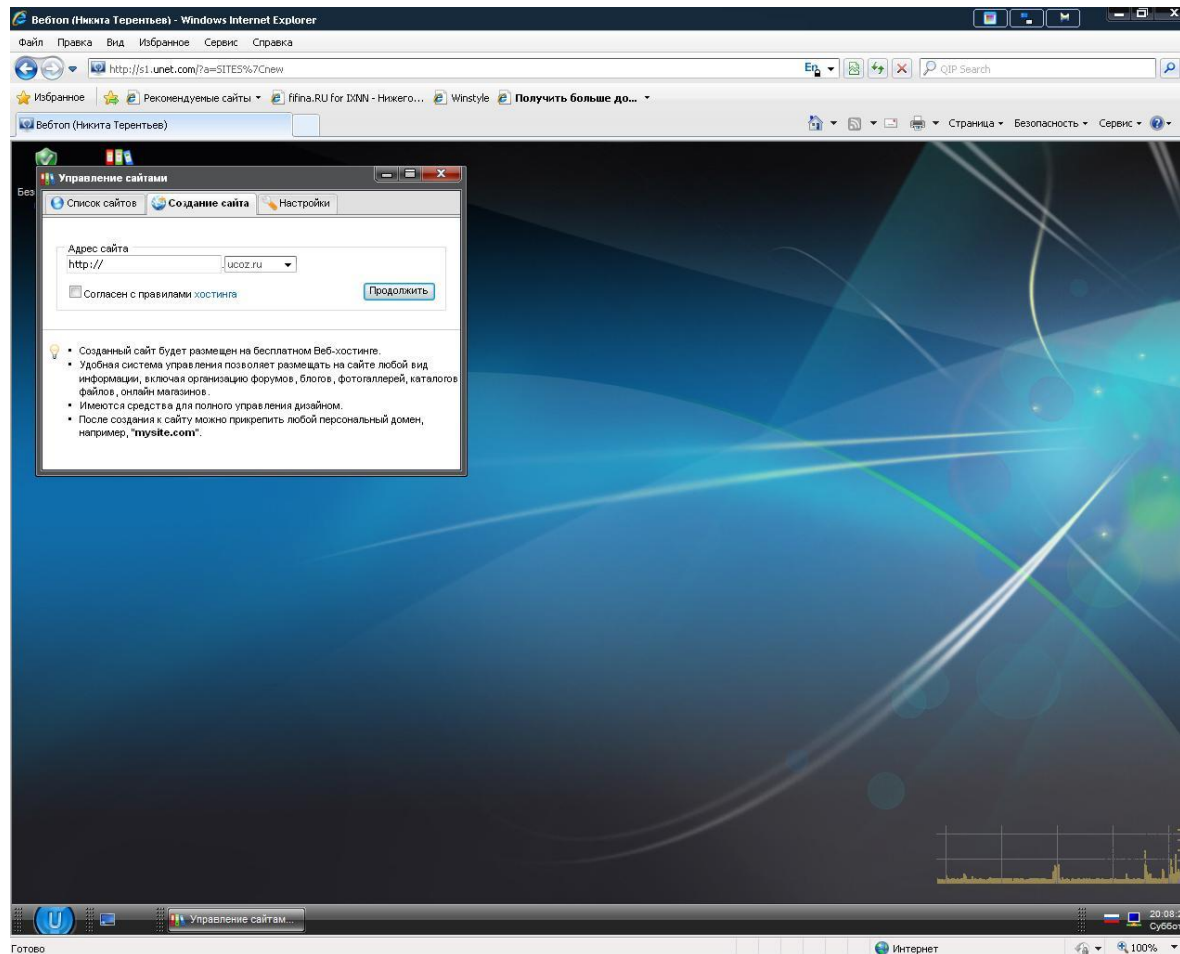 Вебтоп (Никита Терентьев) - Windows Internet Explorer
Файл Правка Вид Избранное Сервис Справка
http://s1.unet.com/?a=SITES%7Cnew
QIP Search
Избранное Рекомендуемые сайты fifina.RU for IXNN - Нижего... Winstyle Получить больше до...
Вебтоп (Никита Терентьев)
Страница Безопасность Сервис
Без
Управление сайтами
Список сайтов Создание сайта Настройки
Адрес сайта
http:// .ucoz.ru
Согласен с правилами хостинга Продолжить
• Созданный сайт будет размещен на бесплатном Веб-хостинге.
• Удобная система управления позволяет размещать на сайте любой вид
информации, включая организацию форумов, блогов, фотогаллерей, каталогов
файлов, онлайн магазинов.
• Имеются средства для полного управления дизайном.
• После создания к сайту можно прикрепить любой персональный домен,
например, "mysite.com".
U Управление сайтам...
20:08:2
Суббот
Готово Интернет 100%